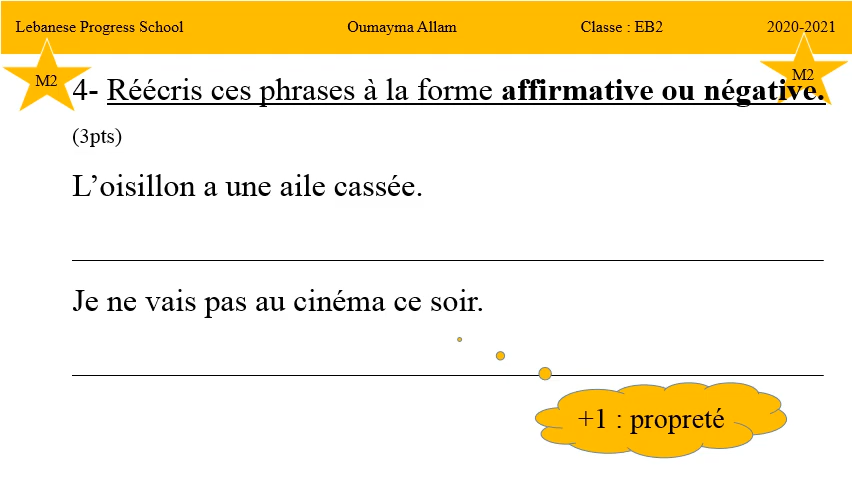 Lebanese Progress School Oumayma Allam Classe : EB2 2020-2021
M2 M2
4- Réécris ces phrases à la forme affirmative ou négative.
(3pts)
L’oisillon a une aile cassée.
Je ne vais pas au cinéma ce soir.
+1 : propreté